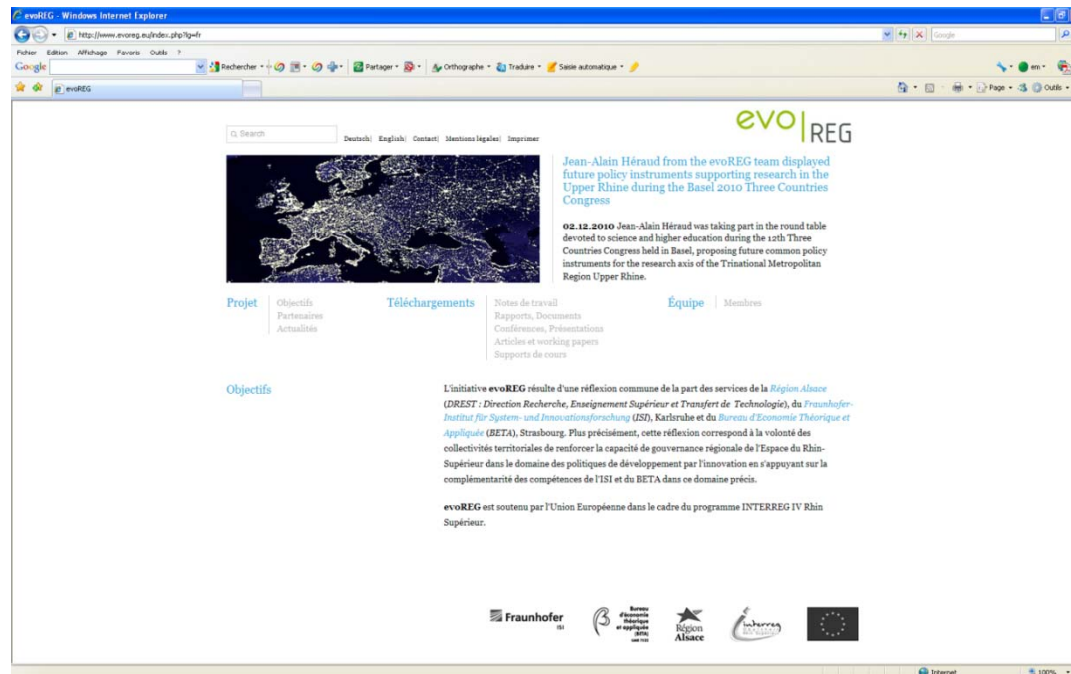 evoREG - Windows Internet Explorer
http://www.evoreg.eu/index.php?lg=fr
Google
Fichier Edition Affichage Favoris Outils ?
Google
Rechercher
Partager
Orthographe
Traduire
Saisie automatique
em
evoREG
Page
Outils
Search
Deutsch| English| Contact| Mentions légales| Imprimer
evo|REG
Jean-Alain Héraud from the evoREG team displayed
future policy instruments supporting research in the
Upper Rhine during the Basel 2010 Three Countries
Congress
02.12.2010 Jean-Alain Héraud was taking part in the round table
devoted to science and higher education during the 12th Three
Countries Congress held in Basel, proposing future common policy
instruments for the research axis of the Trinational Metropolitan
Region Upper Rhine.
Projet
Objectifs
Partenaires
Actualités
Téléchargements
Notes de travail
Rapports, Documents
Conférences, Présentations
Articles et working papers
Supports de cours
Équipe
Membres
Objectifs
L'initiative evoREG résulte d'une réflexion commune de la part des services de la Région Alsace
(DREST : Direction Recherche, Enseignement Supérieur et Transfert de Technologie), du Fraunhofer-
Institut für System- und Innovationsforschung (ISI), Karlsruhe et du Bureau d'Economie Théorique et
Appliquée (BETA), Strasbourg. Plus précisément, cette réflexion correspond à la volonté des
collectivités territoriales de renforcer la capacité de gouvernance régionale de l'Espace du Rhin-
Supérieur dans le domaine des politiques de développement par l'innovation en s'appuyant sur la
complémentarité des compétences de l'ISI et du BETA dans ce domaine précis.
evoREG est soutenu par l'Union Européenne dans le cadre du programme INTERREG IV Rhin
Supérieur.
Fraunhofer
ISI
Bureau
d'économie
théorique
et appliquée
(BETA)
Région
Alsace
interreg
Internet
100%